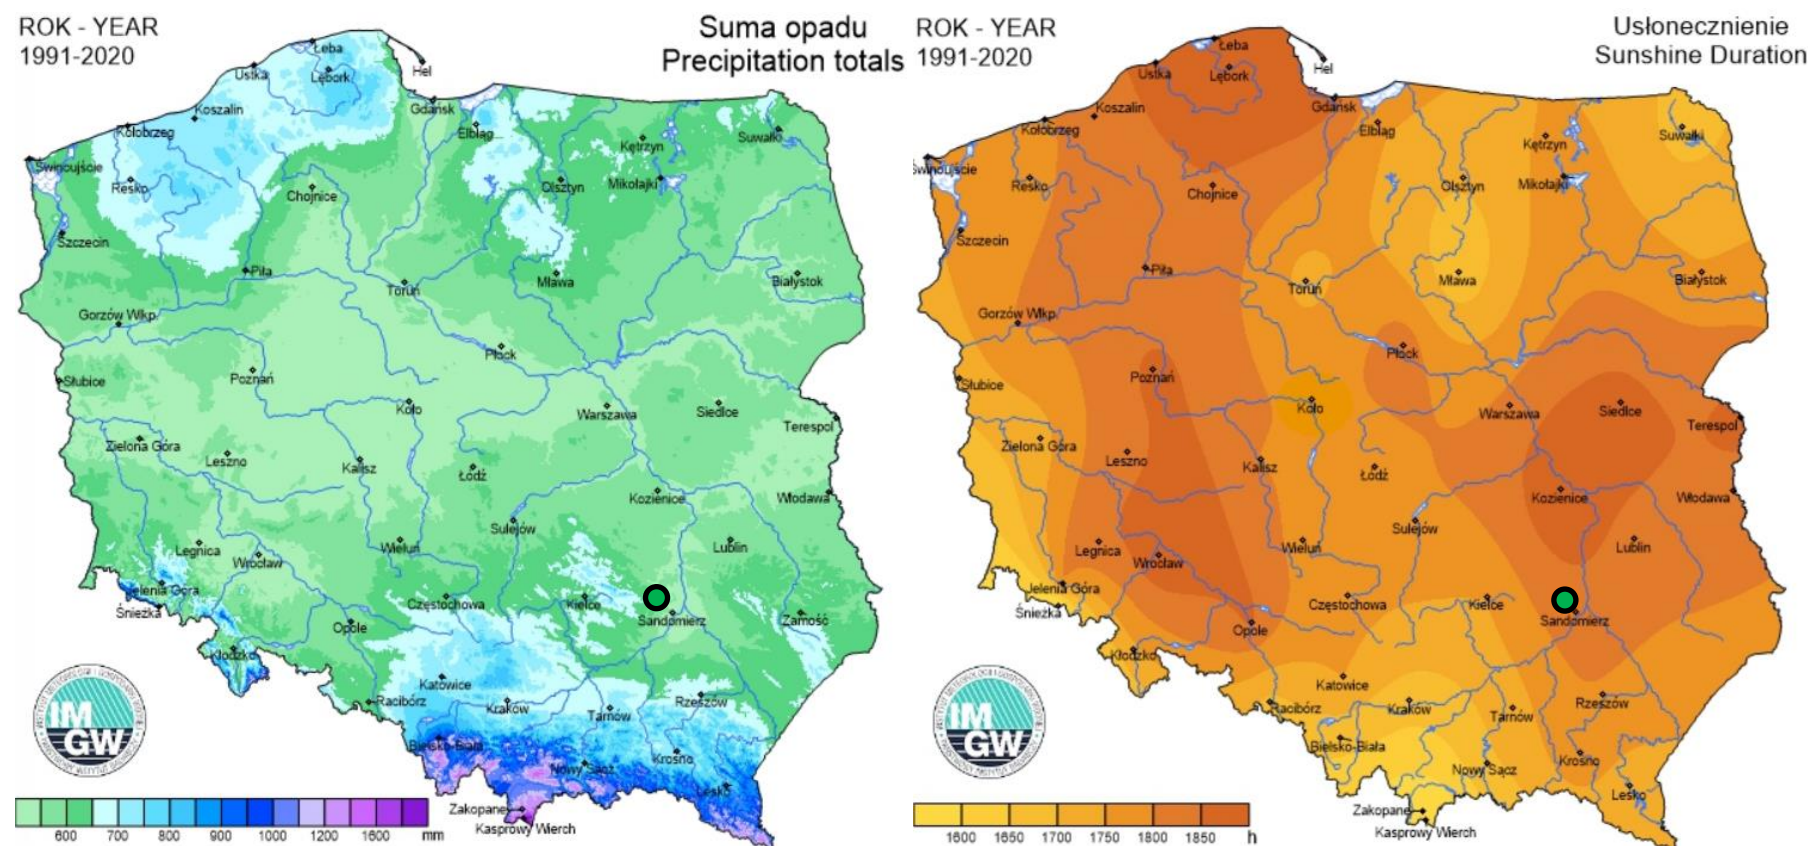 ROK - YEAR
1991-2020
Suma opadu
Precipitation totals
Łeba
Hel
Ustka
Lębork
Gdańsk
Koszalin
Kołobrzeg
Elbląg
Kętrzyn
Suwałki
Świnoujście
Resko
Chojnice
Olsztyn
Mikołajki
Szczecin
Piła
Toruń
Mława
Białystok
Gorzów Wlkp.
Płock
Słubice
Poznań
Koło
Warszawa
Siedlce
Terespol
Zielona Góra
Leszno
Kalisz
Łódź
Kozienice
Włodawa
Sulejów
Legnica
Wrocław
Wieluń
Lublin
Jelenia Góra
Śnieżka
Częstochowa
Kielce
Sandomierz
Zamość
Opole
Kłodzko
Katowice
Racibórz
Kraków
Tarnów
Rzeszów
Bielsko-Biała
Nowy Sącz
Krosno
Lesko
Zakopane
Kasprowy Wierch
IM
GW
600 700 800 900 1000 1200 1600 mm
ROK - YEAR
1991-2020
Usłonecznienie
Sunshine Duration
Łeba
Hel
Ustka
Lębork
Gdańsk
Koszalin
Kołobrzeg
Elbląg
Kętrzyn
Suwałki
Świnoujście
Resko
Chojnice
Olsztyn
Mikołajki
Szczecin
Piła
Toruń
Mława
Białystok
Gorzów Wlkp
Płock
Słubice
Poznań
Koło
Warszawa
Siedlce
Terespol
Zielona Góra
Leszno
Kalisz
Łódź
Kozienice
Włodawa
Sulejów
Legnica
Wrocław
Wieluń
Lublin
Jelenia Góra
Śnieżka
Częstochowa
Kielce
Sandomierz
Opole
Kłodzko
Katowice
Racibórz
Kraków
Tarnów
Rzeszów
Bielsko-Biała
Nowy Sącz
Krosno
Lesko
Zakopane
Kasprowy Wierch
IM
GW
1600 1650 1700 1750 1800 1850 h